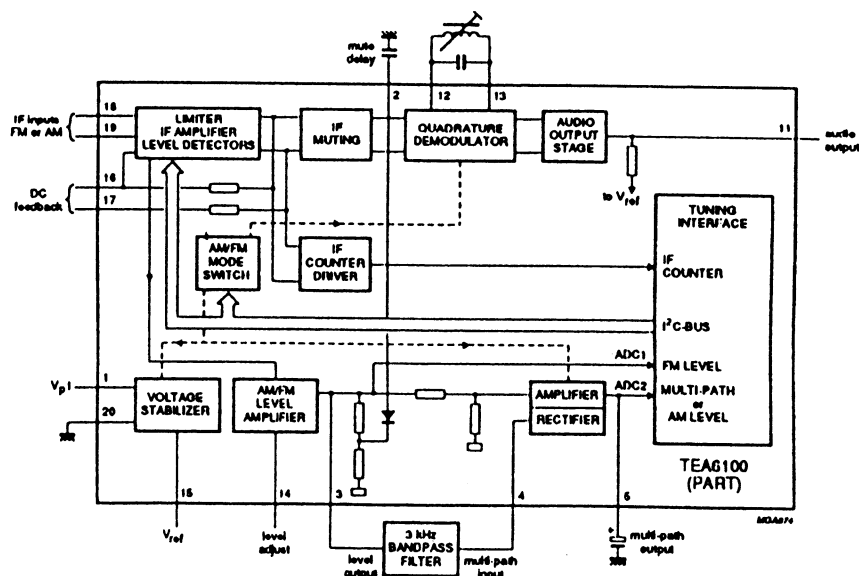 mute
delay
2
12
13
IF inputs
FM or AM
18
19
LIMITER
IF AMPLIFIER
LEVEL DETECTORS
IF
MUTING
QUADRATURE
DEMODULATOR
AUDIO
OUTPUT
STAGE
11
audio
output
to Vref
DC
feedback
16
17
AM/FM
MODE
SWITCH
IF
COUNTER
DRIVER
TUNING
INTERFACE
IF
COUNTER
I²C-BUS
ADC1
FM LEVEL
ADC2
MULTI-PATH
or
AM LEVEL
Vp1
1
20
VOLTAGE
STABILIZER
AM/FM
LEVEL
AMPLIFIER
AMPLIFIER
RECTIFIER
TEA6100
(PART)
15
14
3
4
5
MGA874
Vref
level
adjust
level
output
3 kHz
BANDPASS
FILTER
multi-path
input
+
multi-path
output